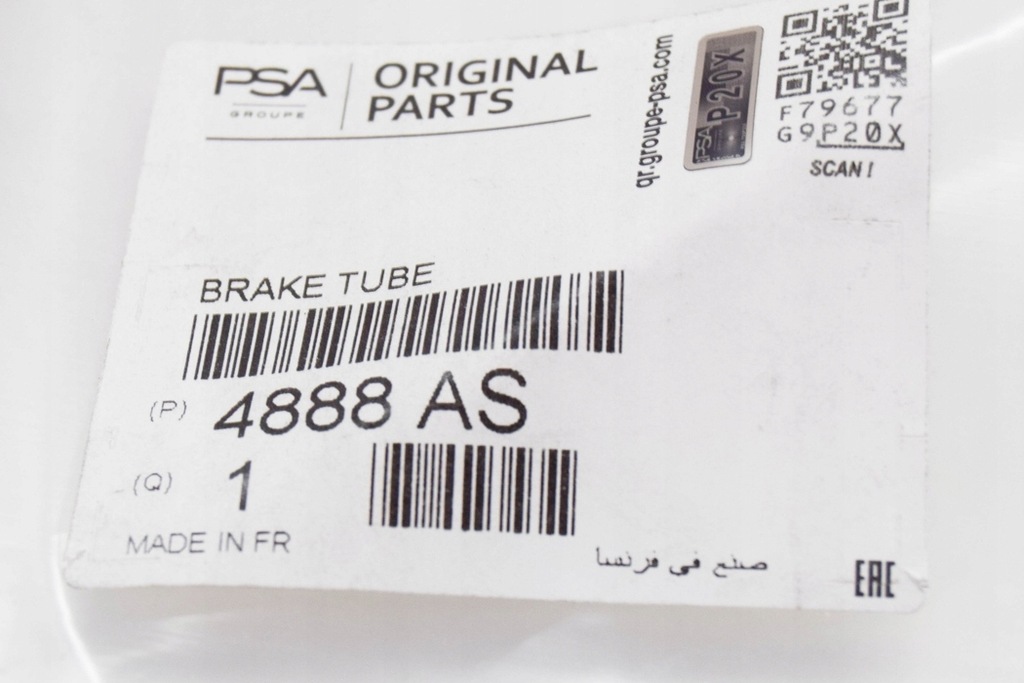 PSA
GROUPE
ORIGINAL
PARTS
qr.groupe-psa.com
PSA
P20X
F79677
G9P20X
SCAN!
BRAKE TUBE
(P) 4888 AS
(Q) 1
MADE IN FR
صنع في فرنسا
EAC